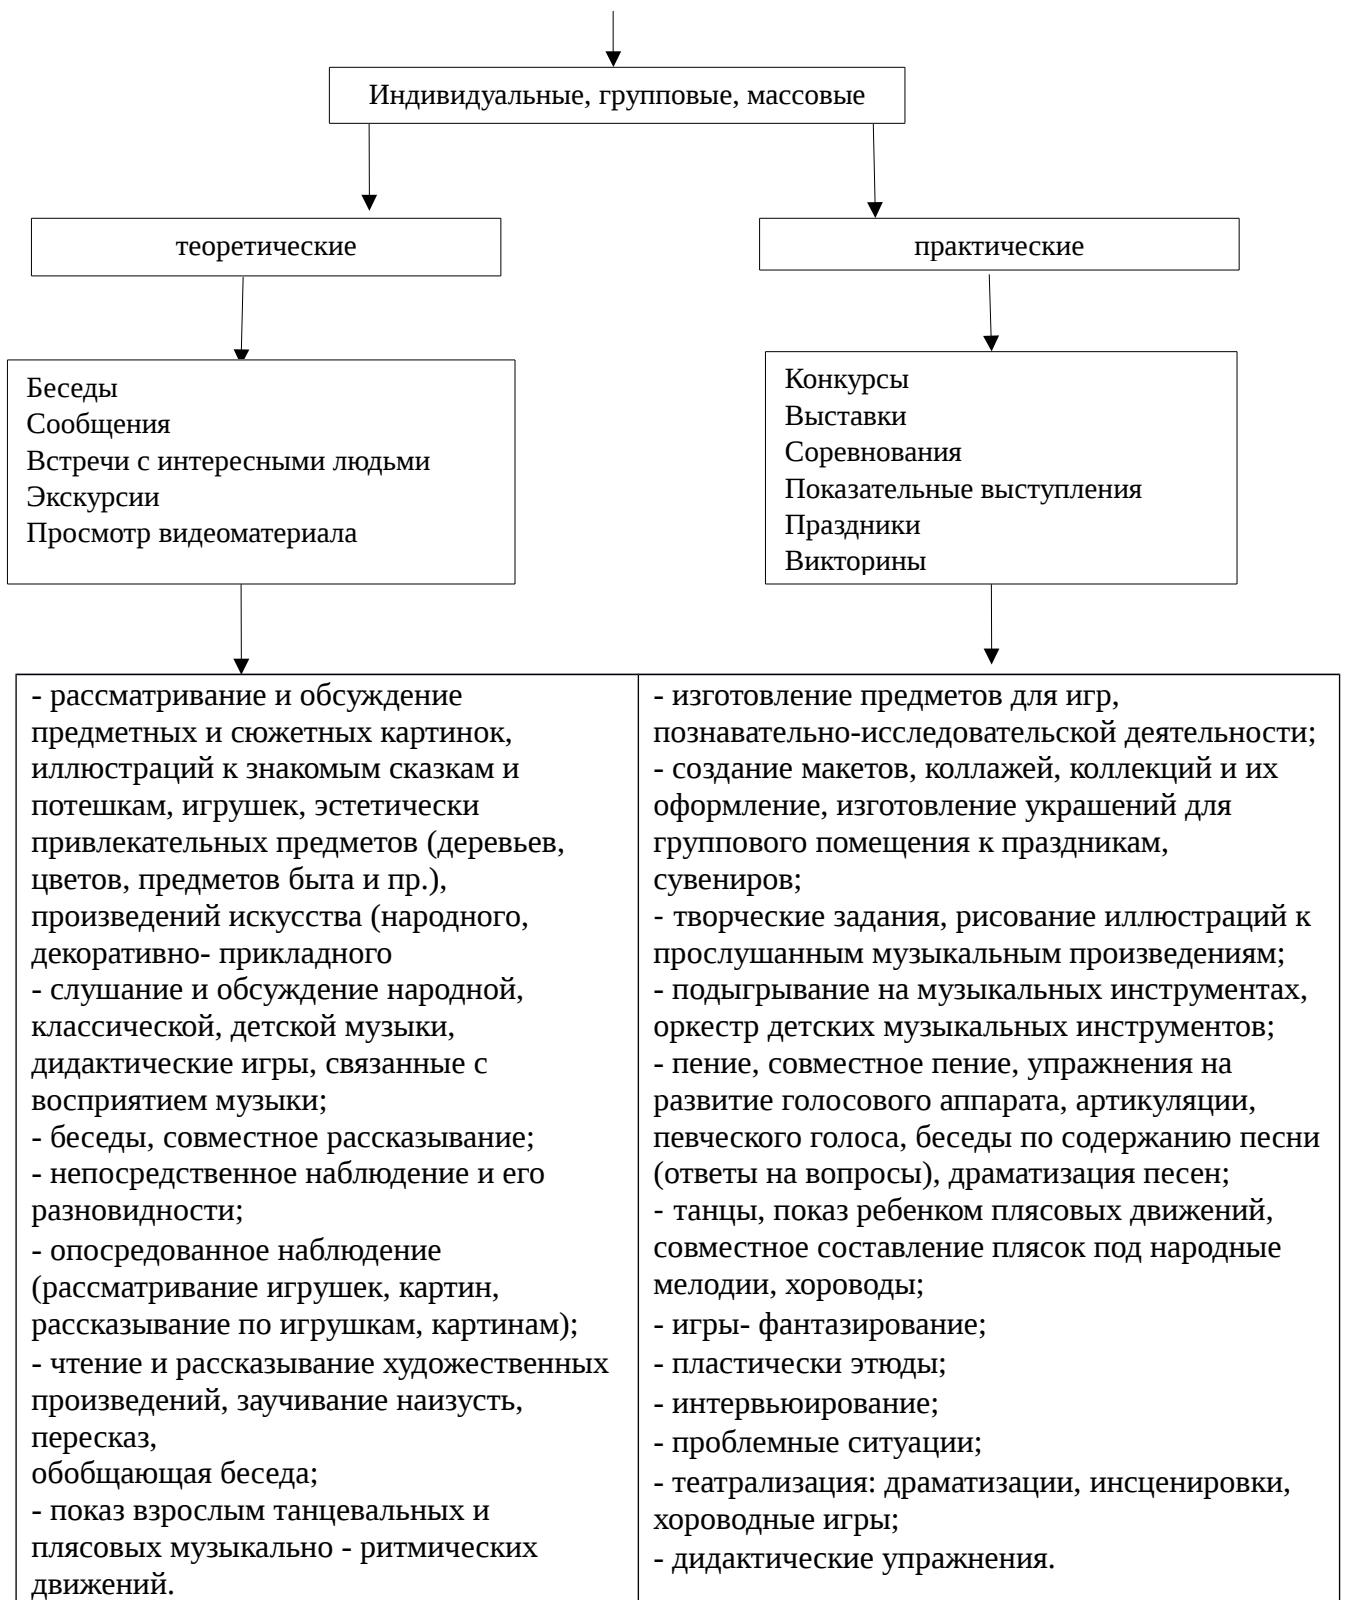 Индивидуальные, групповые, массовые
теоретические
практические
Беседы
Сообщения
Встречи с интересными людьми
Экскурсии
Просмотр видеоматериала
Конкурсы
Выставки
Соревнования
Показательные выступления
Праздники
Викторины
- рассматривание и обсуждение
предметных и сюжетных картинок,
иллюстраций к знакомым сказкам и
потешкам, игрушек, эстетически
привлекательных предметов (деревьев,
цветов, предметов быта и пр.),
произведений искусства (народного,
декоративно- прикладного
- слушание и обсуждение народной,
классической, детской музыки,
дидактические игры, связанные с
восприятием музыки;
- беседы, совместное рассказывание;
- непосредственное наблюдение и его
разновидности;
- опосредованное наблюдение
(рассматривание игрушек, картин,
рассказывание по игрушкам, картинам);
- чтение и рассказывание художественных
произведений, заучивание наизусть,
пересказ,
обобщающая беседа;
- показ взрослым танцевальных и
плясовых музыкально - ритмических
движений.
- изготовление предметов для игр,
познавательно-исследовательской деятельности;
- создание макетов, коллажей, коллекций и их
оформление, изготовление украшений для
группового помещения к праздникам,
сувениров;
- творческие задания, рисование иллюстраций к
прослушанным музыкальным произведениям;
- подыгрывание на музыкальных инструментах,
оркестр детских музыкальных инструментов;
- пение, совместное пение, упражнения на
развитие голосового аппарата, артикуляции,
певческого голоса, беседы по содержанию песни
(ответы на вопросы), драматизация песен;
- танцы, показ ребенком плясовых движений,
совместное составление плясок под народные
мелодии, хороводы;
- игры- фантазирование;
- пластически этюды;
- интервьюирование;
- проблемные ситуации;
- театрализация: драматизации, инсценировки,
хороводные игры;
- дидактические упражнения.